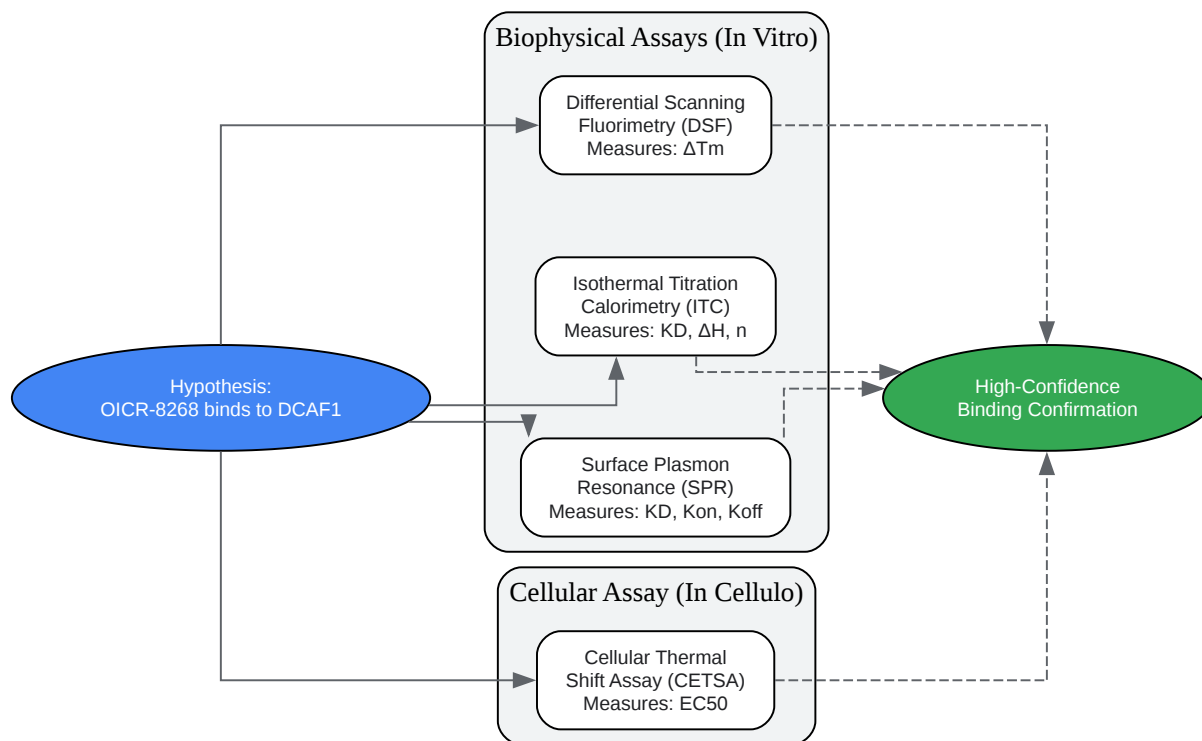 Biophysical Assays (In Vitro)
Differential Scanning
Fluorimetry (DSF)
Measures: ΔTm
Isothermal Titration
Calorimetry (ITC)
Measures: KD, ΔH, n
Hypothesis:
OICR-8268 binds to DCAF1
High-Confidence
Binding Confirmation
Surface Plasmon
Resonance (SPR)
Measures: KD, Kon, Koff
Cellular Assay (In Cellulo)
Cellular Thermal
Shift Assay (CETSA)
Measures: EC50